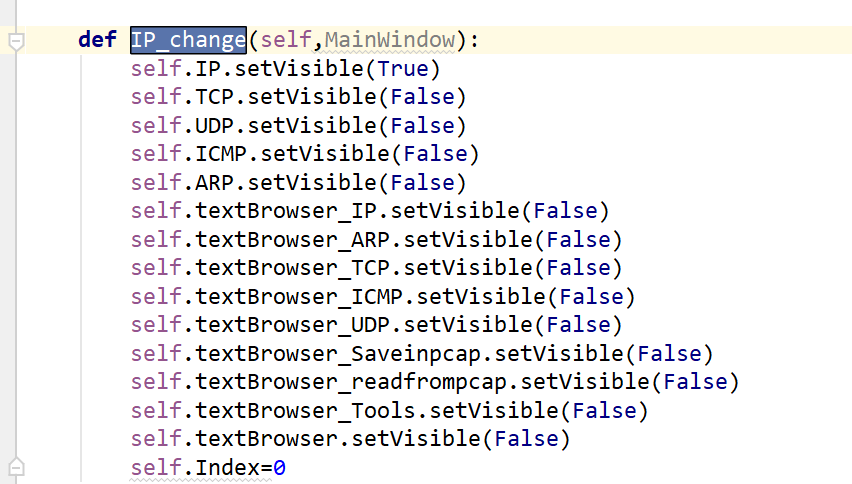 def IP_change(self,MainWindow):
self.IP.setVisible(True)
self.TCP.setVisible(False)
self.UDP.setVisible(False)
self.ICMP.setVisible(False)
self.ARP.setVisible(False)
self.textBrowser_IP.setVisible(False)
self.textBrowser_ARP.setVisible(False)
self.textBrowser_TCP.setVisible(False)
self.textBrowser_ICMP.setVisible(False)
self.textBrowser_UDP.setVisible(False)
self.textBrowser_Saveinpcap.setVisible(False)
self.textBrowser_readfrompcap.setVisible(False)
self.textBrowser_Tools.setVisible(False)
self.textBrowser.setVisible(False)
self.Index=0